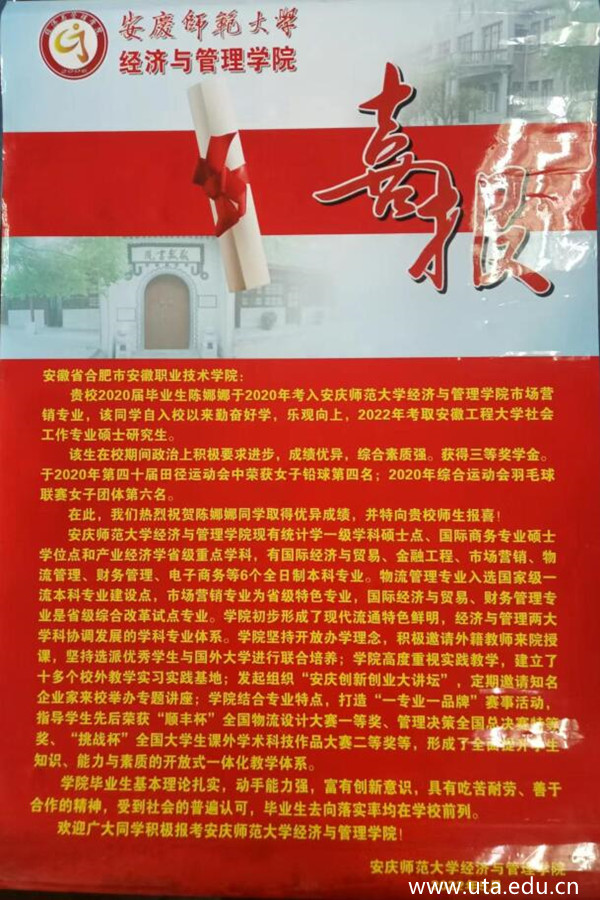 安慶師範大學
经济与管理学院
喜报
安徽省合肥市安徽职业技术学院：
贵校2020届毕业生陈娜娜于2020年考入安庆师范大学经济与管理学院市场营
销专业，该同学自入校以来勤奋好学，乐观向上，2022年考取安徽工程大学社会
工作专业硕士研究生。
该生在校期间政治上积极要求进步，成绩优异，综合素质强。获得三等奖学金。
于2020年第四十届田径运动会中荣获女子铅球第四名；2020年综合运动会羽毛球
联赛女子团体第六名。
在此，我们热烈祝贺陈娜娜同学取得优异成绩，并特向贵校师生报喜！
安庆师范大学经济与管理学院现有统计学一级学科硕士点、国际商务专业硕士
学位点和产业经济学省级重点学科，有国际经济与贸易、金融工程、市场营销、物
流管理、财务管理、电子商务等6个全日制本科专业。物流管理专业入选国家级一
流本科专业建设点，市场营销专业为省级特色专业，国际经济与贸易、财务管理专
业是省级综合改革试点专业。学院初步形成了现代流通特色鲜明，经济与管理两大
学科协调发展的学科专业体系。学院坚持开放办学理念，积极邀请外籍教师来院授
课，坚持选派优秀学生与国外大学进行联合培养；学院高度重视实践教学，建立了
十多个校外教学实习实践基地；发起组织“安庆创新创业大讲坛”，定期邀请知名
企业家来校举办专题讲座；学院结合专业特点，打造“一专业一品牌”赛事活动，
指导学生先后荣获“顺丰杯”全国物流设计大赛一等奖、管理决策全国总决赛等
奖、“挑战杯”全国大学生课外学术科技作品大赛二等奖等，形成了生
知识、能力与素质的开放式一体化教学体系。
学院毕业生基本理论扎实，动手能力强，富有创新意识，具有吃苦耐劳、善于
合作的精神，受到社会的普遍认可，毕业生去向落实率均在学校前列。
欢迎广大同学积极报考安庆师范大学经济与管理学院！
安庆师范大学经济与管理学院
www.uta.edu.cn